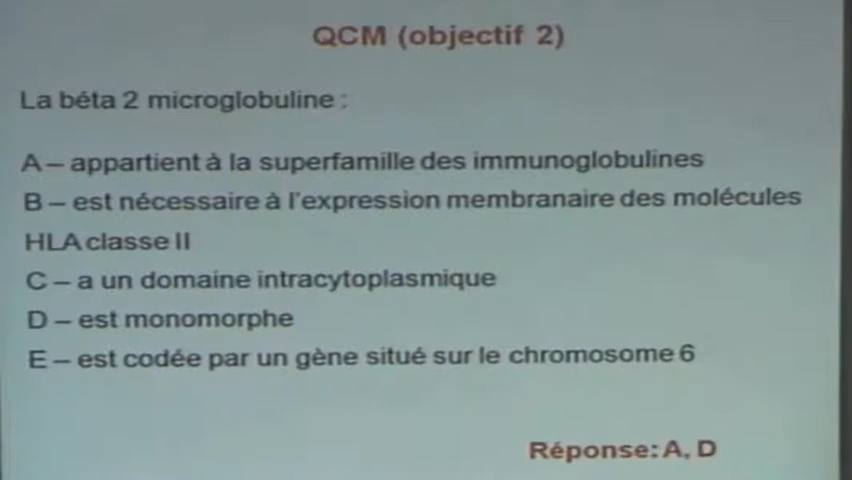 QCM (objectif 2)
La béta 2 microglobuline :
A – appartient à la superfamille des immunoglobulines
B – est nécessaire à l'expression membranaire des molécules
HLA classe II
C – a un domaine intracytoplasmique
D – est monomorphe
E – est codée par un gène situé sur le chromosome 6
Réponse: A, D